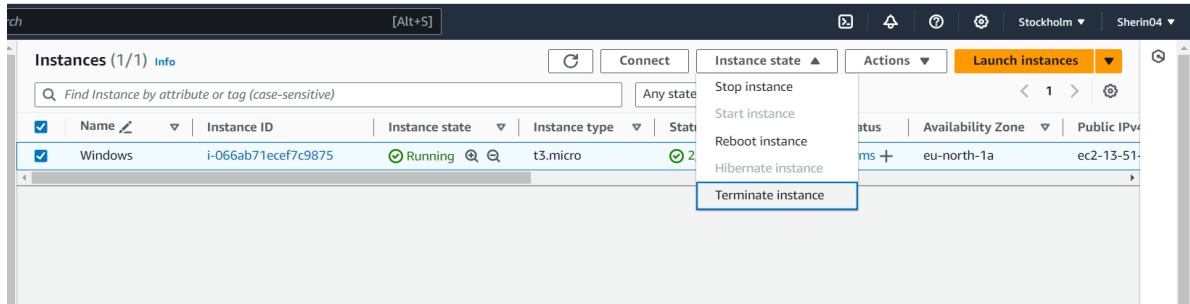 rch [Alt+S] Stockholm ▼ Sherin04 ▼
Instances (1/1) Info Connect Instance state ▲ Actions ▼ Launch instances ▼
Find Instance by attribute or tag (case-sensitive) Any state < 1 >
Stop instance
Start instance
Reboot instance
Hibernate instance
Terminate instance
Name Instance ID Instance state Instance type Statu atus Availability Zone Public IPv4
Windows i-066ab71ecef7c9875 Running t3.micro 2 ms + eu-north-1a ec2-13-51-